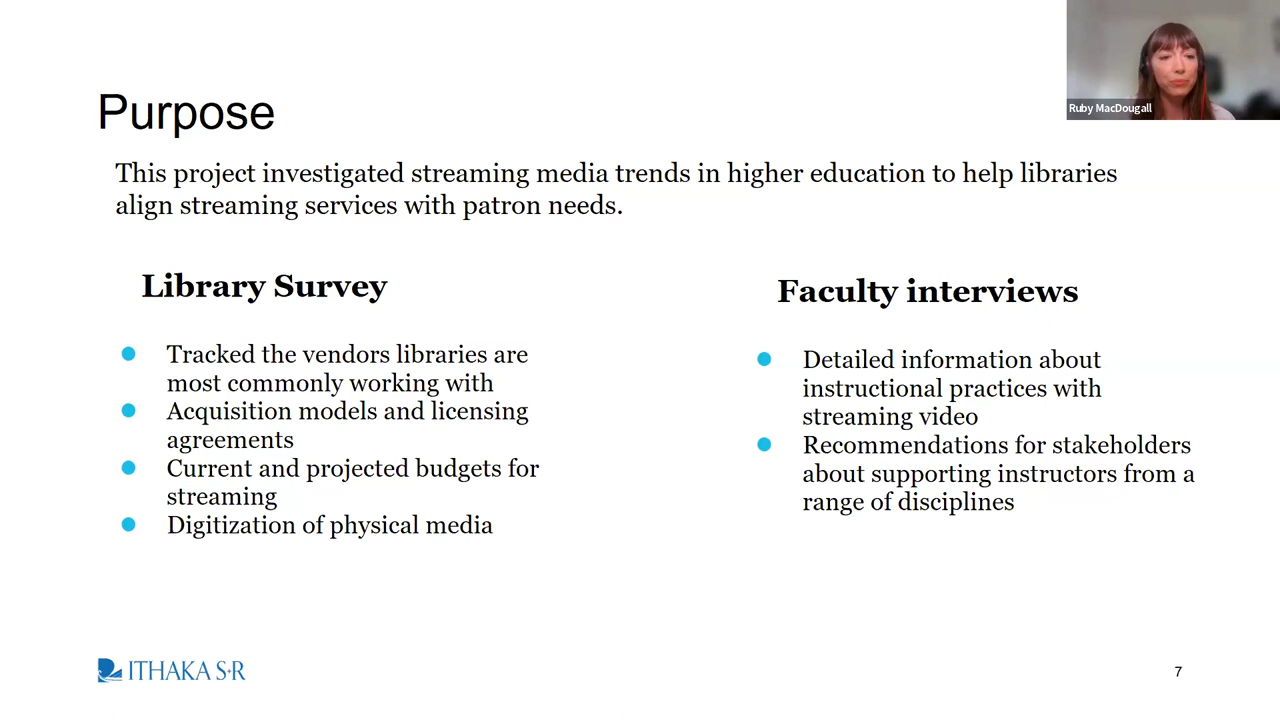 Purpose
Ruby MacDougall
This project investigated streaming media trends in higher education to help libraries
align streaming services with patron needs.
Library Survey
Tracked the vendors libraries are
most commonly working with
Acquisition models and licensing
agreements
Current and projected budgets for
streaming
Digitization of physical media
Faculty interviews
Detailed information about
instructional practices with
streaming video
Recommendations for stakeholders
about supporting instructors from a
range of disciplines
ITHAKA S+R
7